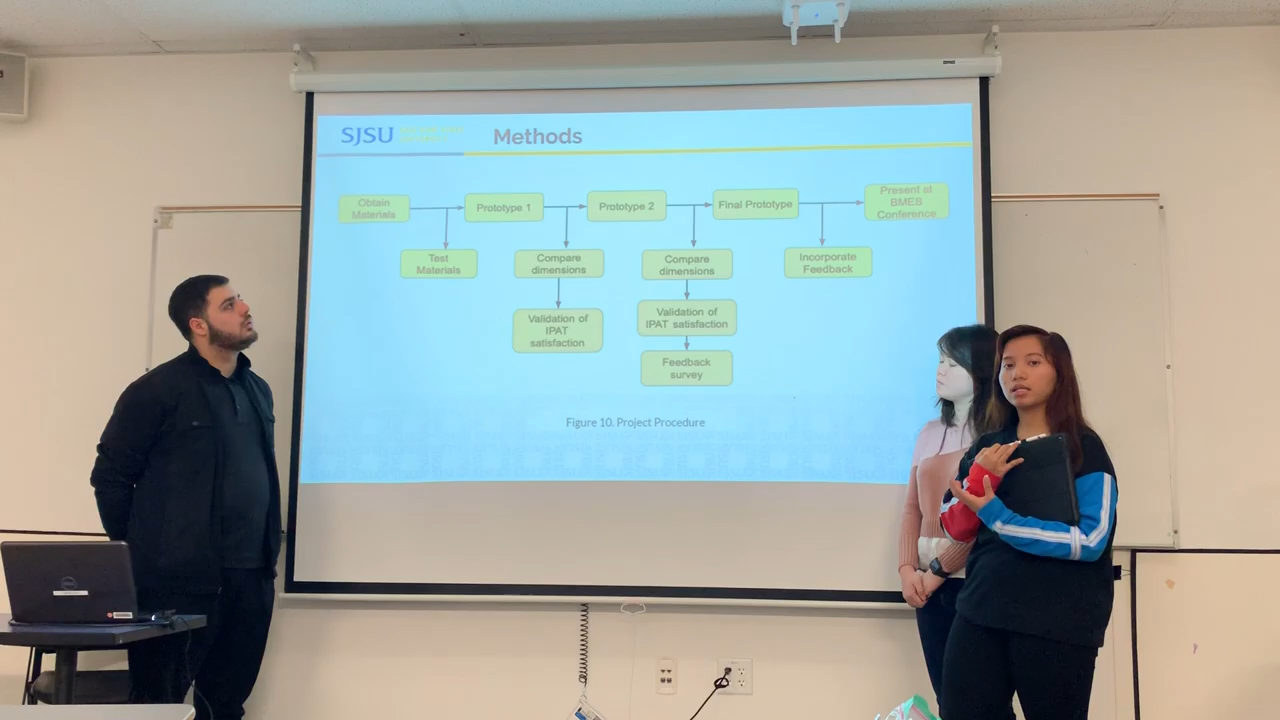 SJSU
Methods
Obtain
Materials
Prototype 1
Prototype 2
Final Prototype
Present at
BMES
Conference
Test
Materials
Compare
dimensions
Compare
dimensions
Incorporate
Feedback
Validation of
IPAT
satisfaction
Validation of
IPAT satisfaction
Feedback
survey
Figure 10. Project Procedure
DELL